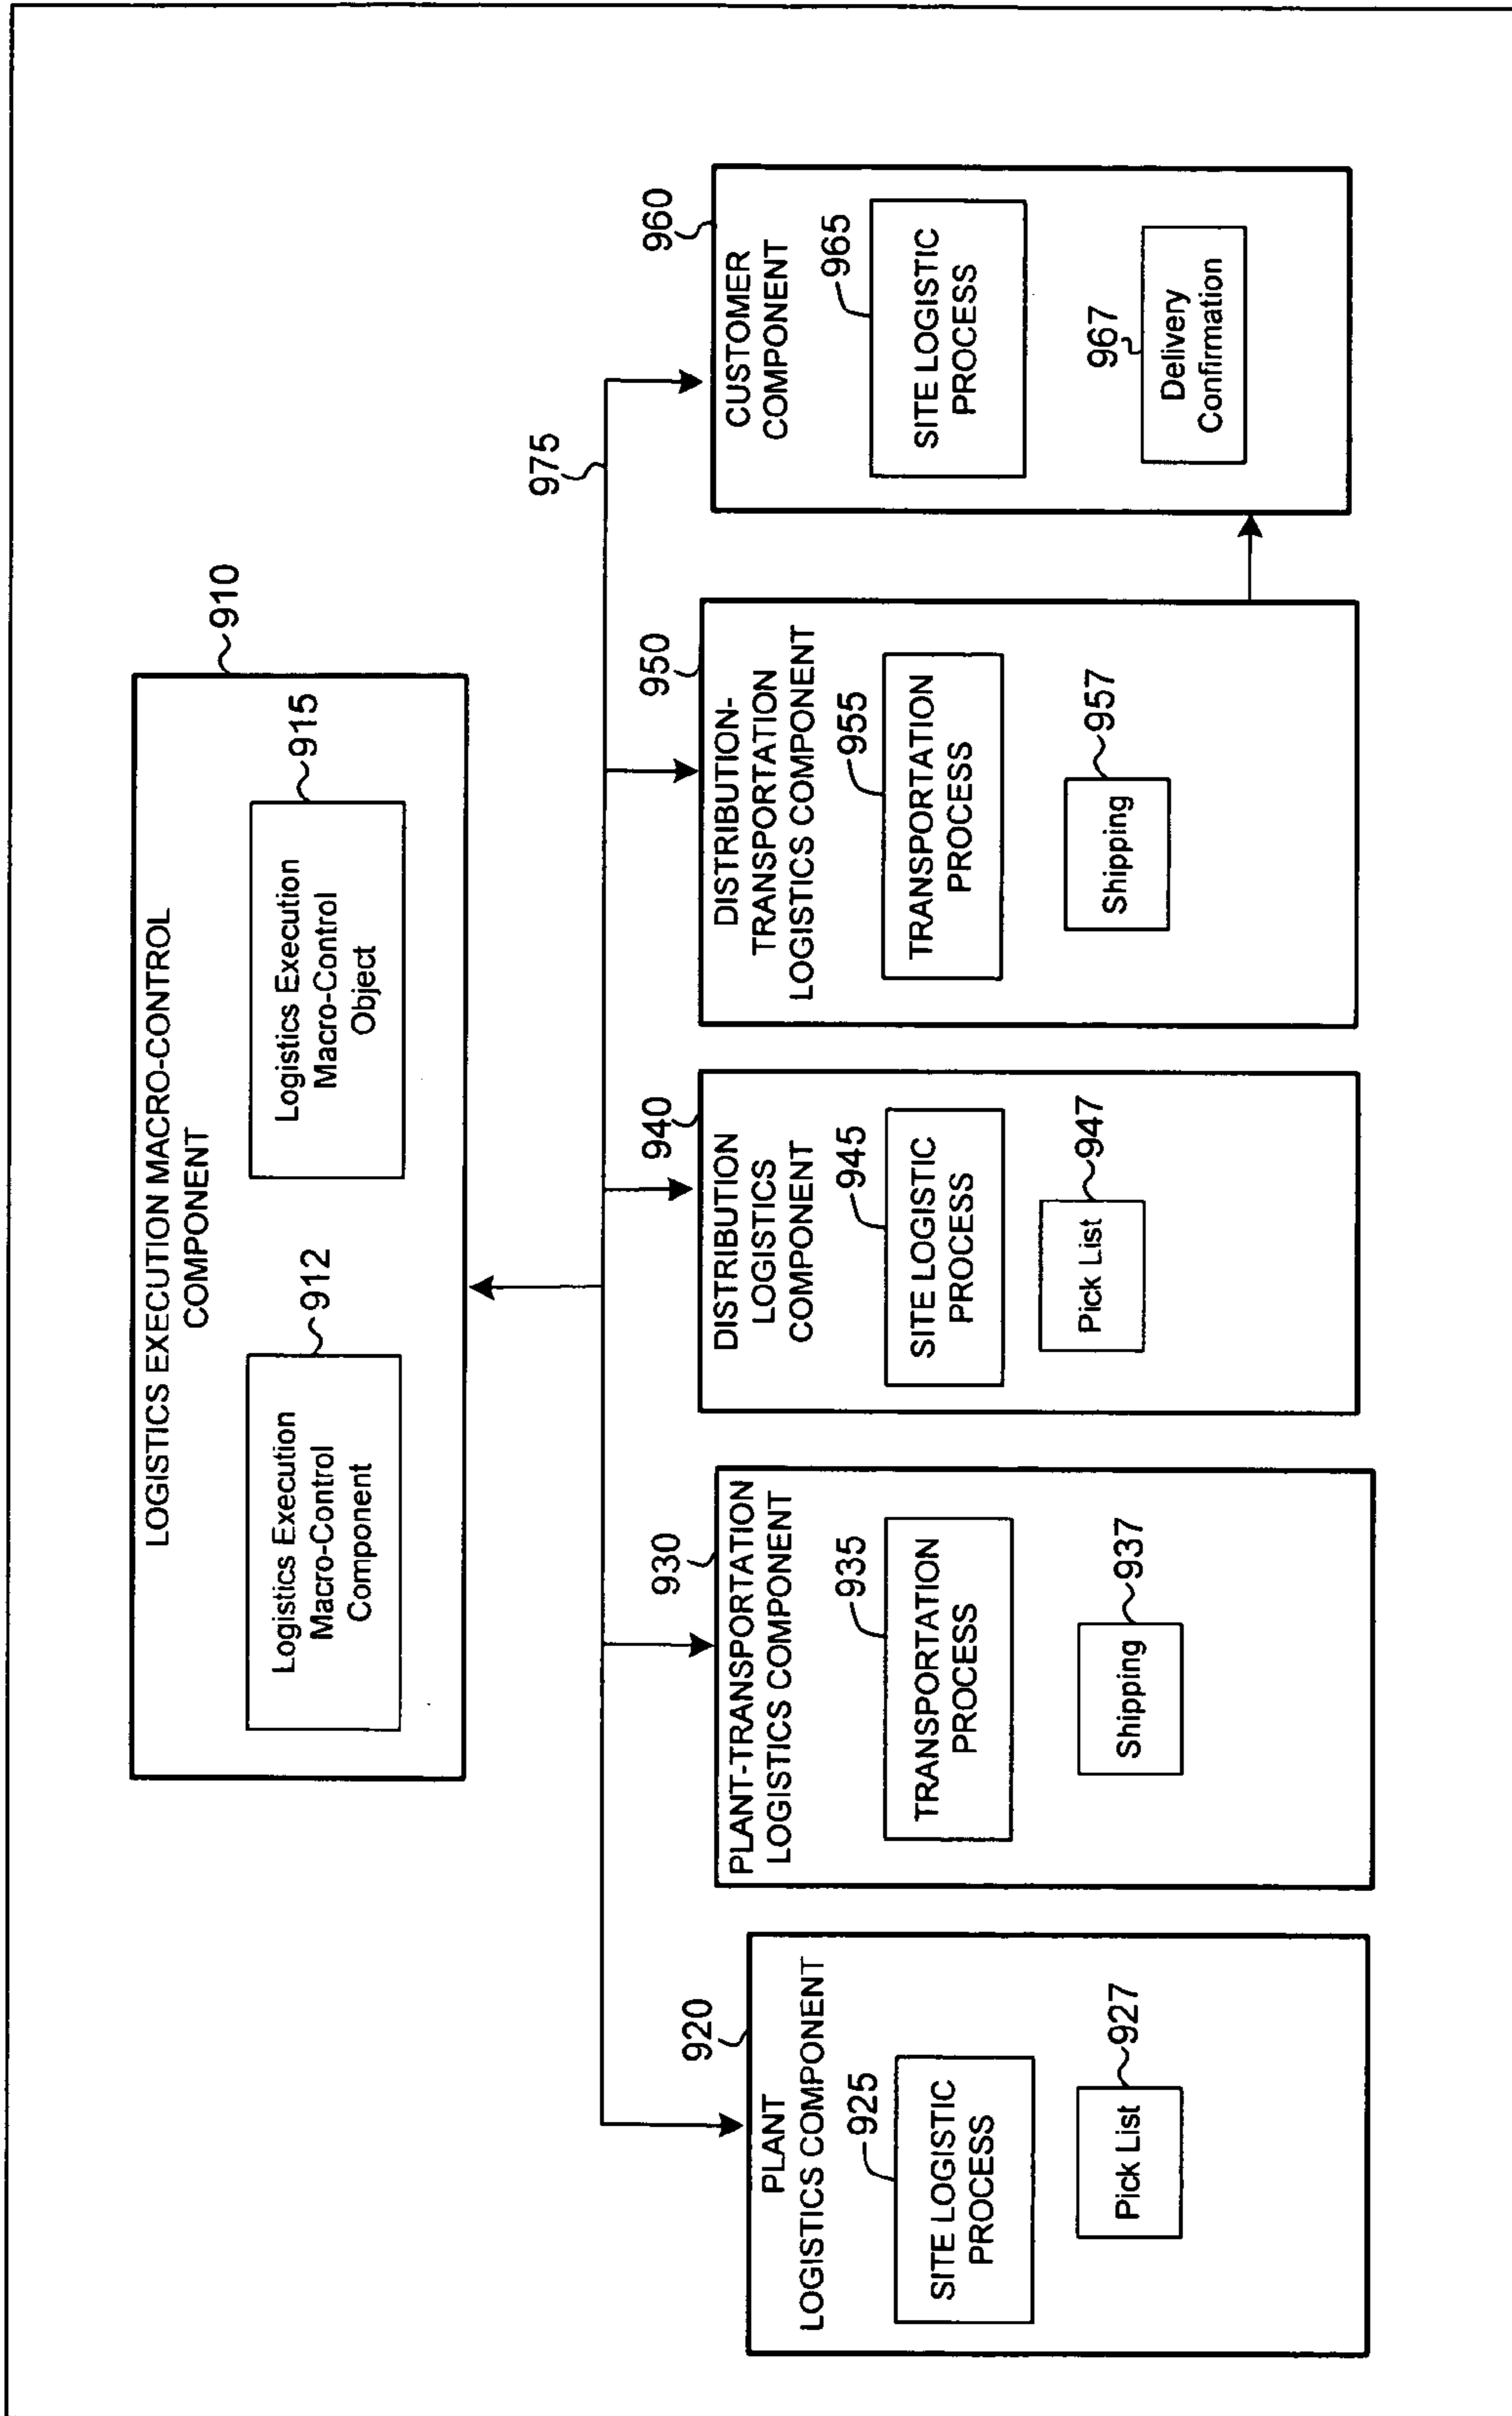 LOGISTICS EXECUTION MACRO-CONTROL
COMPONENT
910
Logistics Execution
Macro-Control
Component
912
Logistics Execution
Macro-Control
Object
915
975
920
PLANT
LOGISTICS COMPONENT
925
SITE LOGISTIC
PROCESS
927
Pick List
930
PLANT-TRANSPORTATION
LOGISTICS COMPONENT
935
TRANSPORTATION
PROCESS
937
Shipping
940
DISTRIBUTION
LOGISTICS
COMPONENT
945
SITE LOGISTIC
PROCESS
947
Pick List
950
DISTRIBUTION-
TRANSPORTATION
LOGISTICS COMPONENT
955
TRANSPORTATION
PROCESS
957
Shipping
960
CUSTOMER
COMPONENT
965
SITE LOGISTIC
PROCESS
967
Delivery
Confirmation